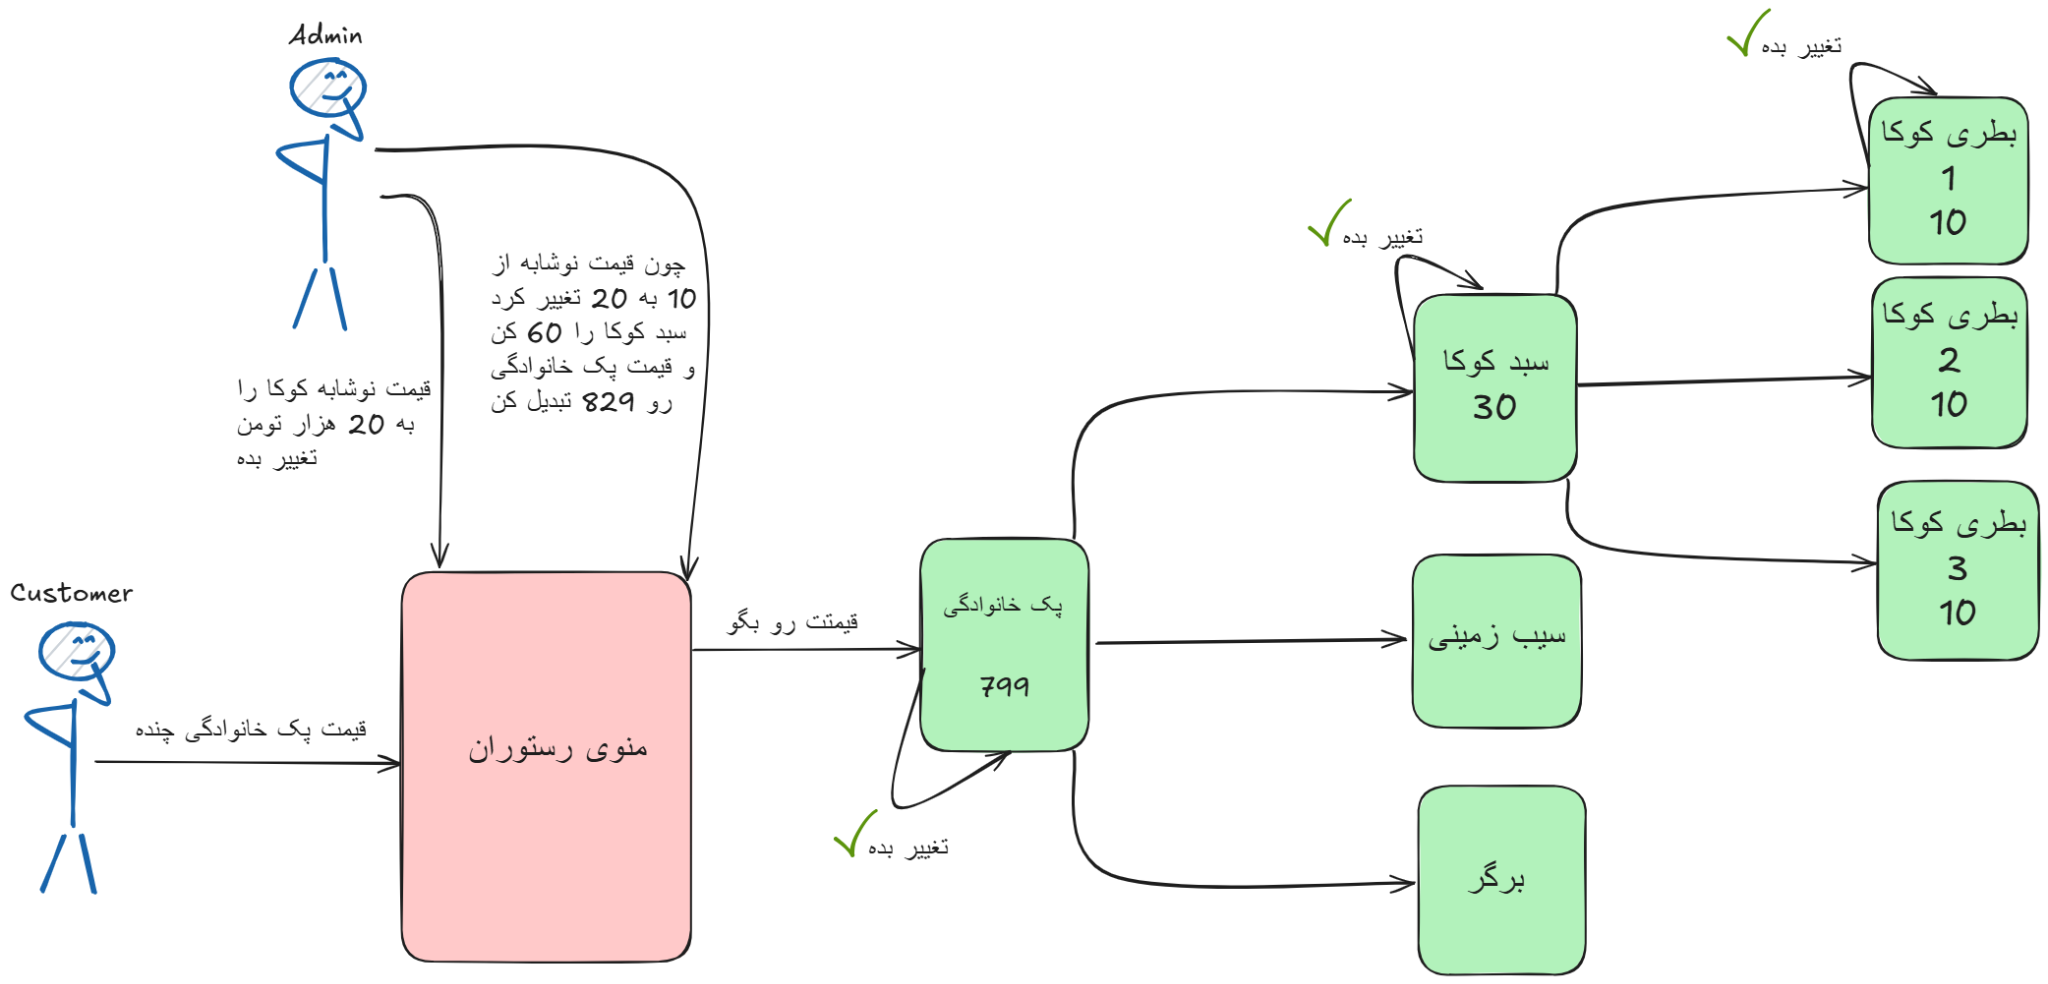 Admin
چون قیمت نوشابه از
10 به 20 تغییر کرد
سبد کوکا را 60 کن
و قیمت پک خانوادگی
رو 829 تبدیل کن
قیمت نوشابه کوکا را
به 20 هزار تومن
تغییر بده
Customer
قیمت پک خانوادگی چنده
منوی رستوران
قیمتت رو بگو
پک خانوادگی
799
تغییر بده
تغییر بده
سبد کوکا
30
سیب زمینی
برگر
تغییر بده
بطری کوکا
1
10
بطری کوکا
2
10
بطری کوکا
3
10